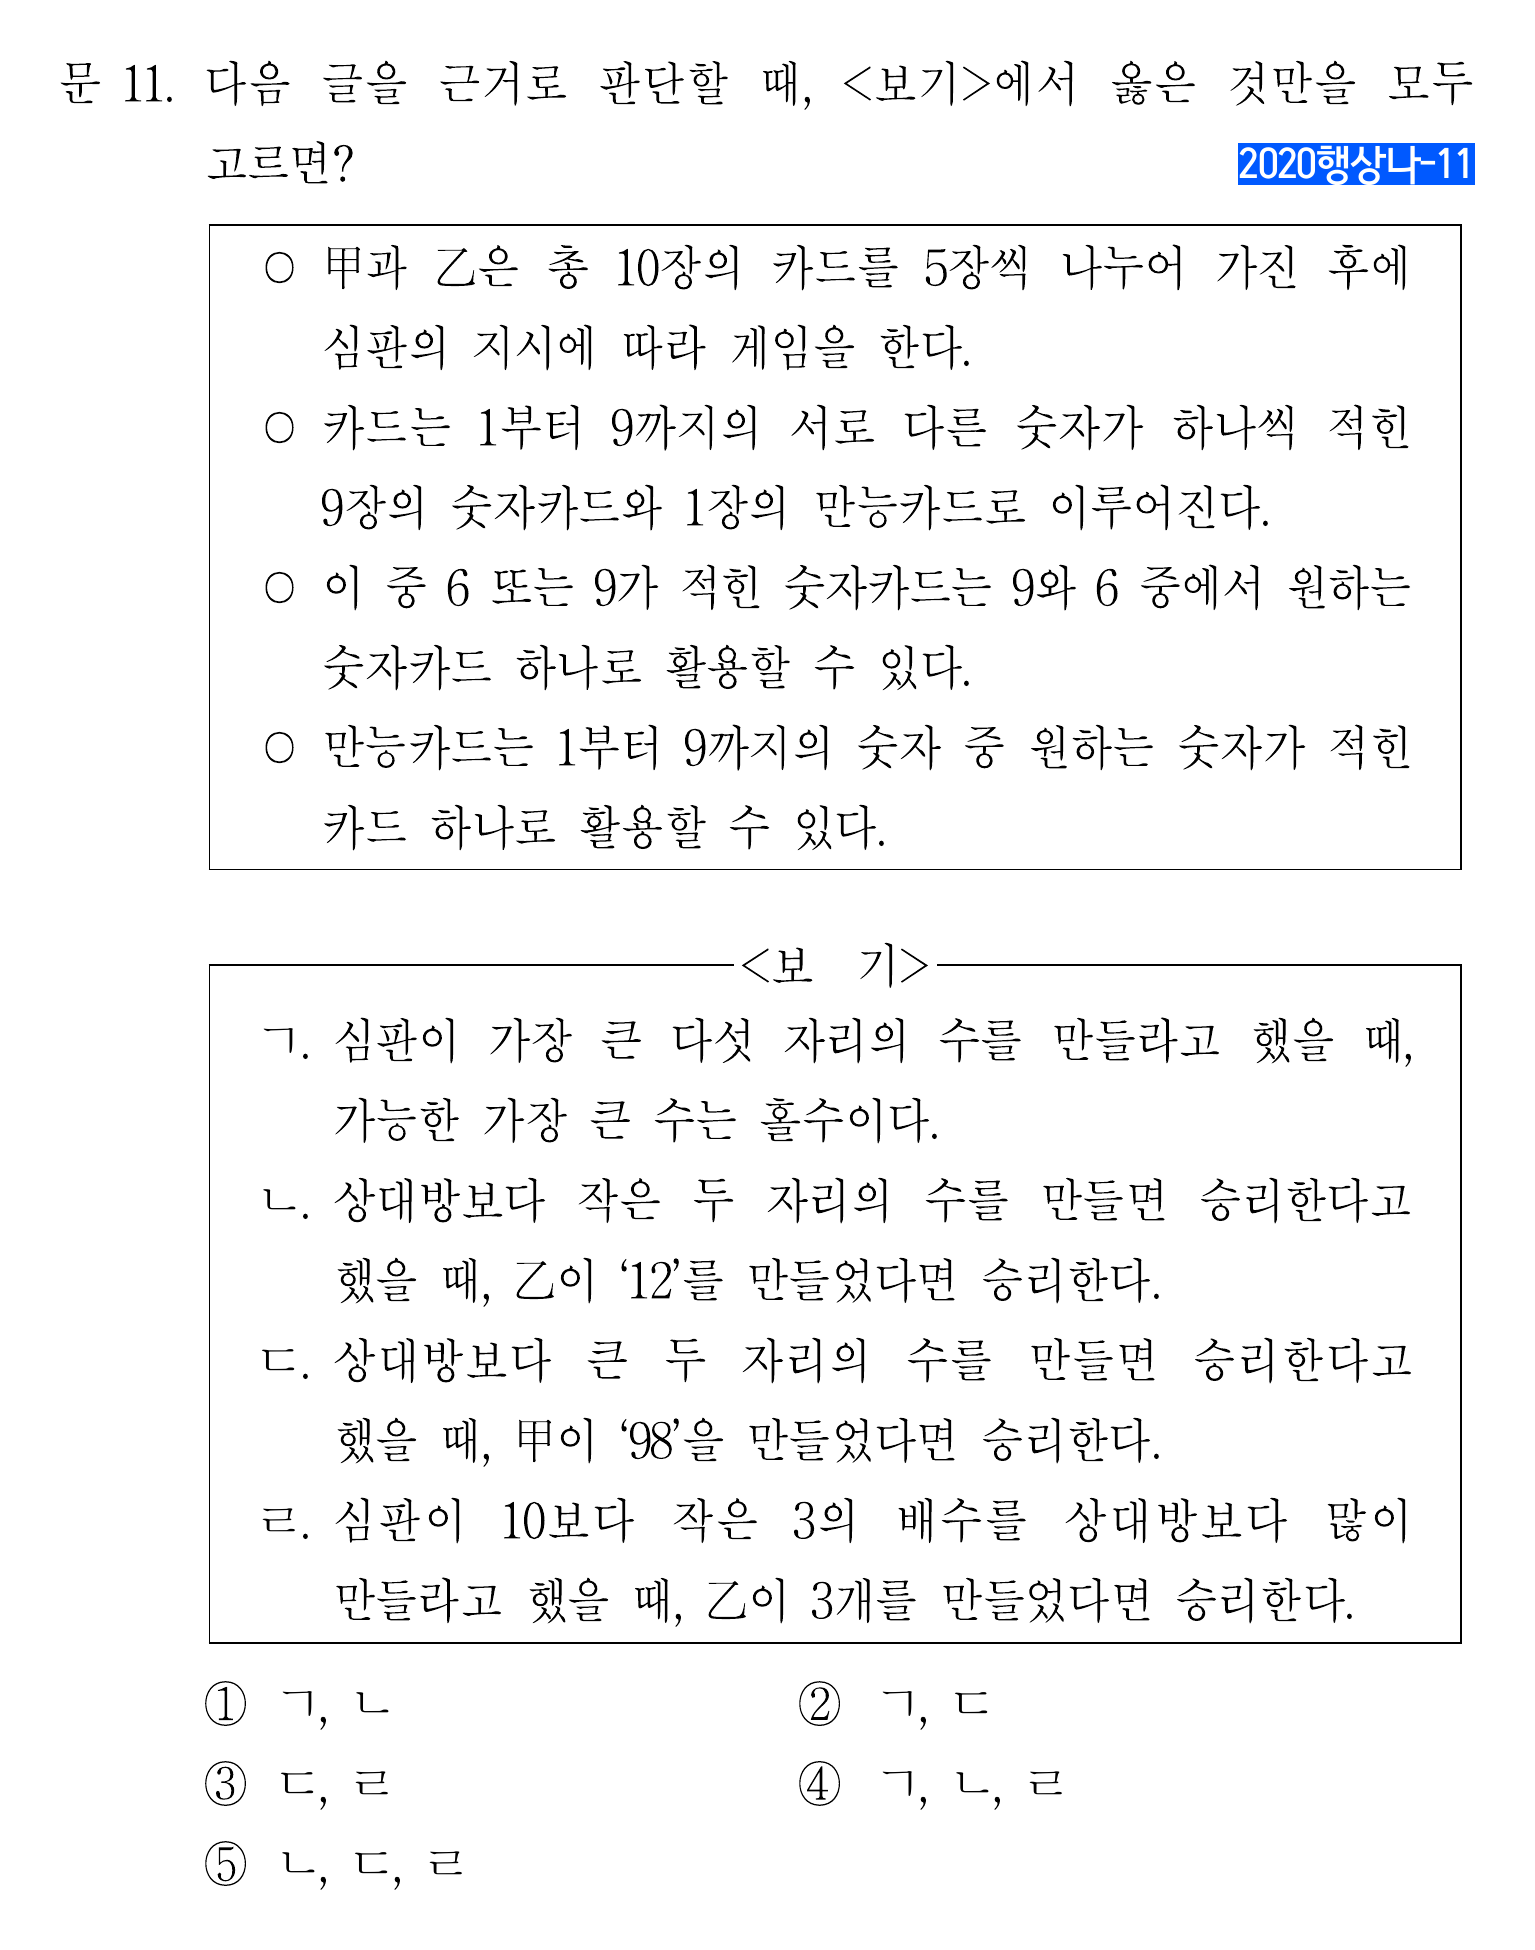 문 11. 다음 글을 근거로 판단할 때, <보기>에서 옳은 것만을 모두
고르면?
2020행상나-11
○ 甲과 乙은 총 10장의 카드를 5장씩 나누어 가진 후에
심판의 지시에 따라 게임을 한다.
○ 카드는 1부터 9까지의 서로 다른 숫자가 하나씩 적힌
9장의 숫자카드와 1장의 만능카드로 이루어진다.
○ 이 중 6 또는 9가 적힌 숫자카드는 9와 6 중에서 원하는
숫자카드 하나로 활용할 수 있다.
○ 만능카드는 1부터 9까지의 숫자 중 원하는 숫자가 적힌
카드 하나로 활용할 수 있다.
<보 기>
ㄱ. 심판이 가장 큰 다섯 자리의 수를 만들라고 했을 때,
가능한 가장 큰 수는 홀수이다.
ㄴ. 상대방보다 작은 두 자리의 수를 만들면 승리한다고
했을 때, 乙이 ‘12’를 만들었다면 승리한다.
ㄷ. 상대방보다 큰 두 자리의 수를 만들면 승리한다고
했을 때, 甲이 ‘98’을 만들었다면 승리한다.
ㄹ. 심판이 10보다 작은 3의 배수를 상대방보다 많이
만들라고 했을 때, 乙이 3개를 만들었다면 승리한다.
① ㄱ, ㄴ ② ㄱ, ㄷ
③ ㄷ, ㄹ ④ ㄱ, ㄴ, ㄹ
⑤ ㄴ, ㄷ, ㄹ